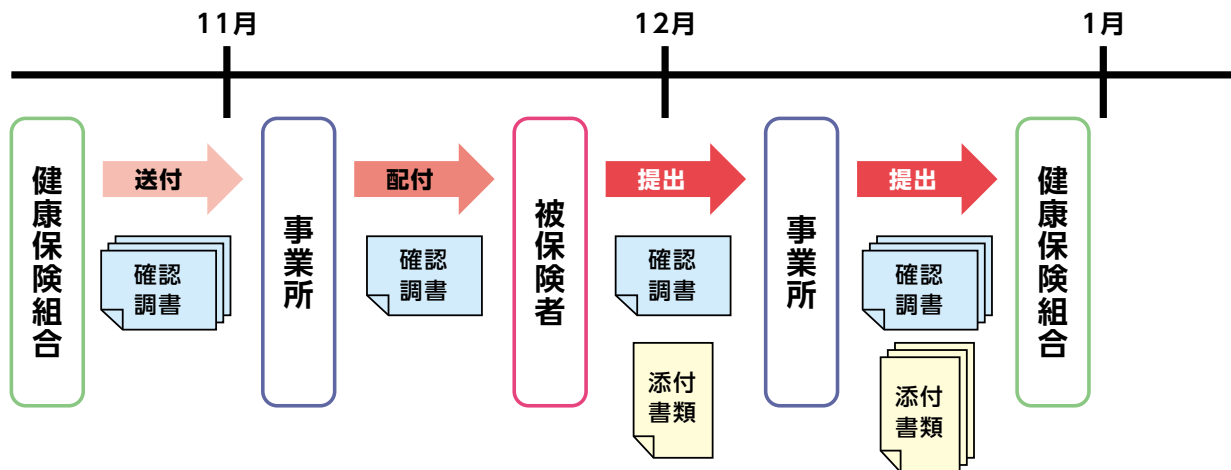 11月
12月
1月
健康保険組合
送付
確認
調書
事業所
配付
確認
調書
被保険者
提出
確認
調書
添付
書類
事業所
提出
確認
調書
添付
書類
健康保険組合